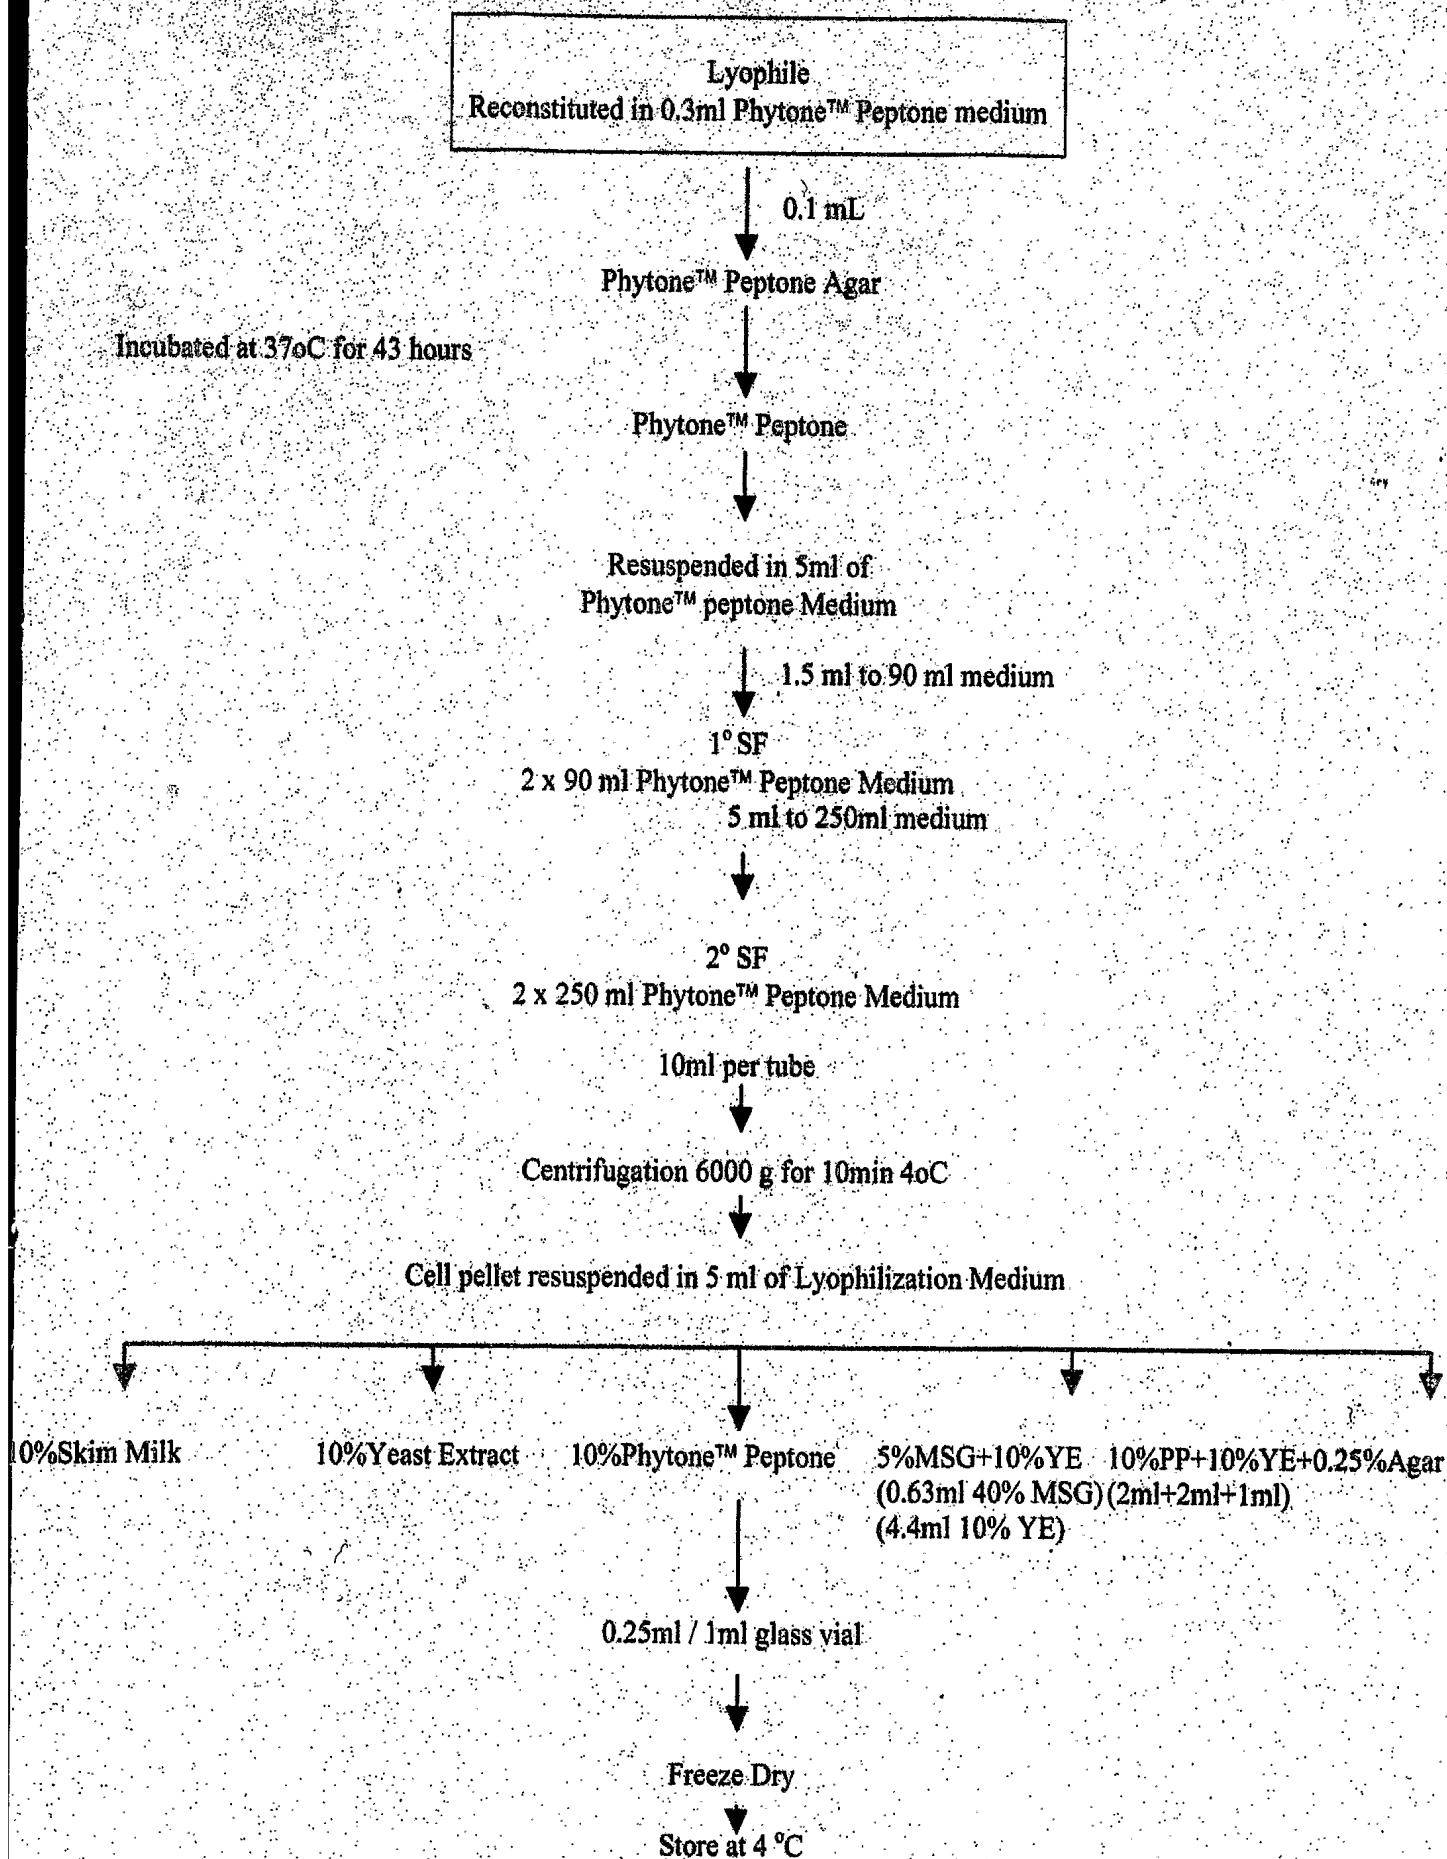 Lyophile
Reconstituted in 0.3ml Phytone™ Peptone medium
0.1 mL
Phytone™ Peptone Agar
Incubated at 37oC for 43 hours
Phytone™ Peptone
Resuspended in 5ml of
Phytone™ peptone Medium
1.5 ml to 90 ml medium
1° SF
2 x 90 ml Phytone™ Peptone Medium
5 ml to 250ml medium
2° SF
2 x 250 ml Phytone™ Peptone Medium
10ml per tube
Centrifugation 6000 g for 10min 4oC
Cell pellet resuspended in 5 ml of Lyophilization Medium
10%Skim Milk
10%Yeast Extract
10%Phytone™ Peptone
5%MSG+10%YE
(0.63ml 40% MSG)
(4.4ml 10% YE)
10%PP+10%YE+0.25%Agar
(2ml+2ml+1ml)
0.25ml / 1ml glass vial
Freeze Dry
Store at 4 °C